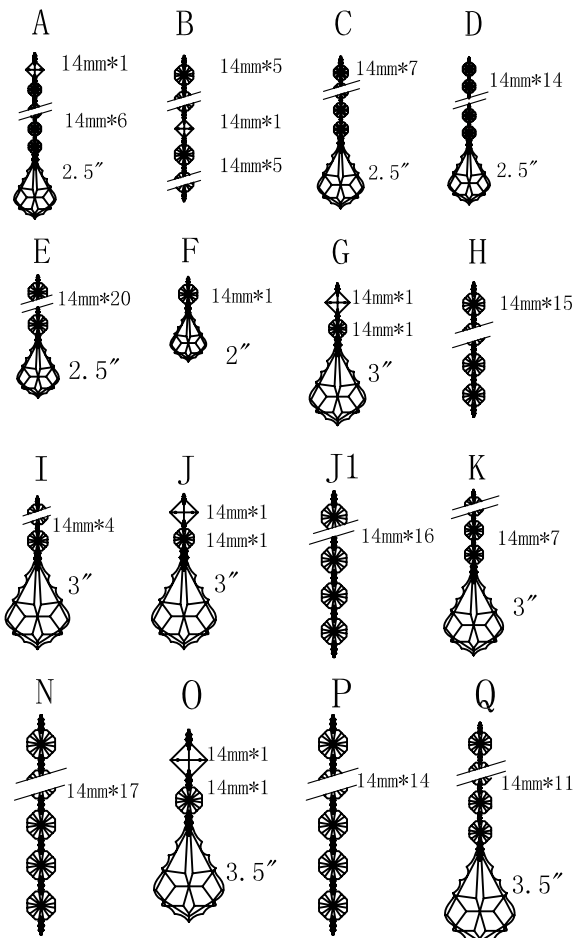 A B C D
14mm*1 14mm*5 14mm*7 14mm*14
14mm*6 14mm*1
2.5″ 14mm*5 2.5″ 2.5″
E F G H
14mm*20 14mm*1 14mm*1 14mm*15
14mm*1
2.5″ 2″ 3″
I J J1 K
14mm*4 14mm*1 14mm*16 14mm*7
14mm*1
3″ 3″ 3″
N O P Q
14mm*17 14mm*1 14mm*14 14mm*11
14mm*1
3.5″ 3.5″